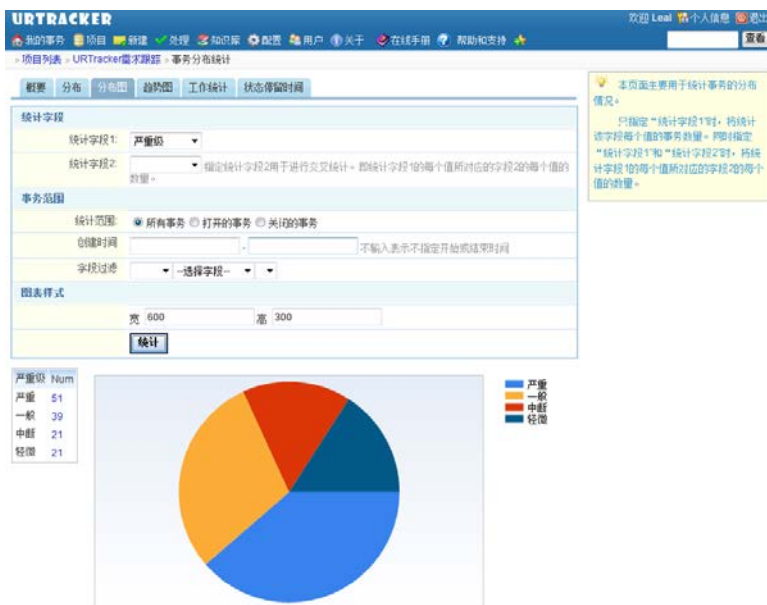 URTRACKER
欢迎 Leal 个人信息 退出
我的事务 项目 新建 处理 知识库 配置 用户 关于 在线手册 帮助和支持
查看
» 项目列表 » URTracker需求跟踪 » 事务分布统计
概要 分布 分布图 趋势图 工作统计 状态停留时间
统计字段
统计字段1: 严重级
统计字段2: 指定统计字段2用于进行交叉统计。即统计字段1的每个值所对应的字段2的每个值的
数量。
事务范围
统计范围: 所有事务 打开的事务 关闭的事务
创建时间 - 不输入表示不指定开始或结束时间
字段过滤 --选择字段--
图表样式
宽 600 高 300
统计
本页面主要用于统计事务的分布
情况。
只指定“统计字段1”时，将统计
该字段每个值的事务数量。同时指定
“统计字段1”和“统计字段2”时，将统
计字段1的每个值所对应的字段2的每个
值的数量。
严重级 Num
严重 51
一般 39
中断 21
轻微 21
严重
一般
中断
轻微